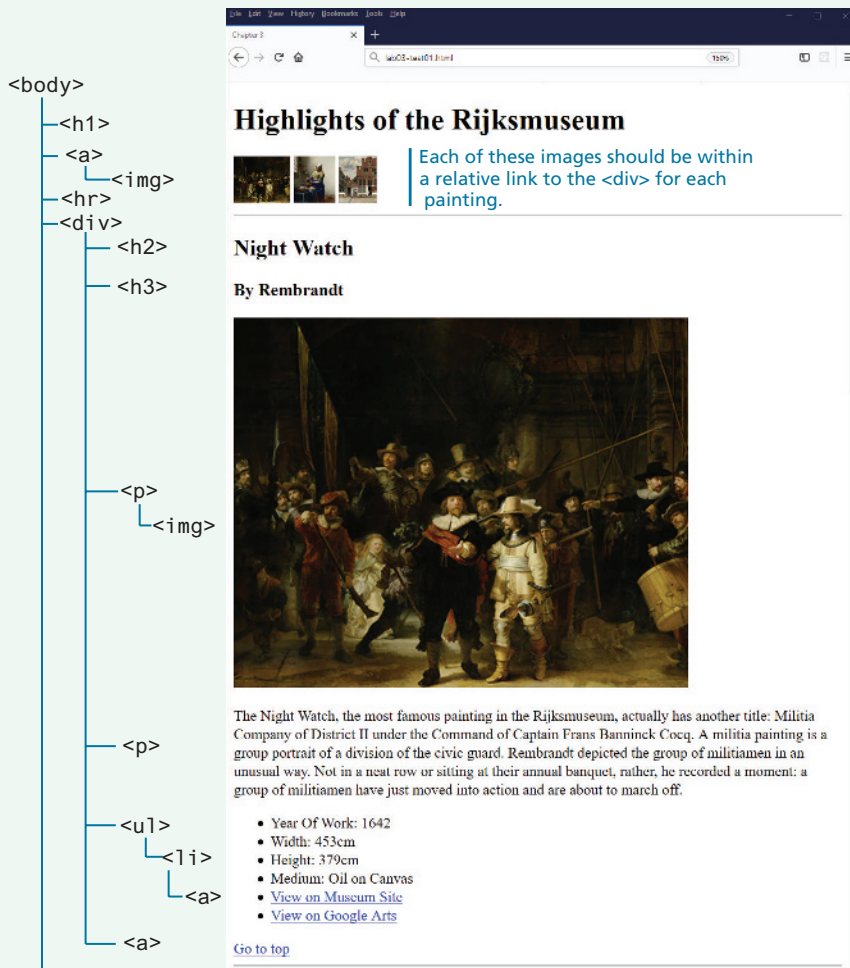 File Edit View History Bookmarks Tools Help
Chapter 3
lab03-test01.html
150%
<body>
<h1>
<a>
<img>
<hr>
<div>
<h2>
<h3>
<p>
<img>
<p>
<ul>
<li>
<a>
<a>
Highlights of the Rijksmuseum
Each of these images should be within
a relative link to the <div> for each
painting.
Night Watch
By Rembrandt
The Night Watch, the most famous painting in the Rijksmuseum, actually has another title: Militia
Company of District II under the Command of Captain Frans Banninck Cocq. A militia painting is a
group portrait of a division of the civic guard. Rembrandt depicted the group of militiamen in an
unusual way. Not in a neat row or sitting at their annual banquet, rather, he recorded a moment: a
group of militiamen have just moved into action and are about to march off.
• Year Of Work: 1642
• Width: 453cm
• Height: 379cm
• Medium: Oil on Canvas
• View on Museum Site
• View on Google Arts
Go to top